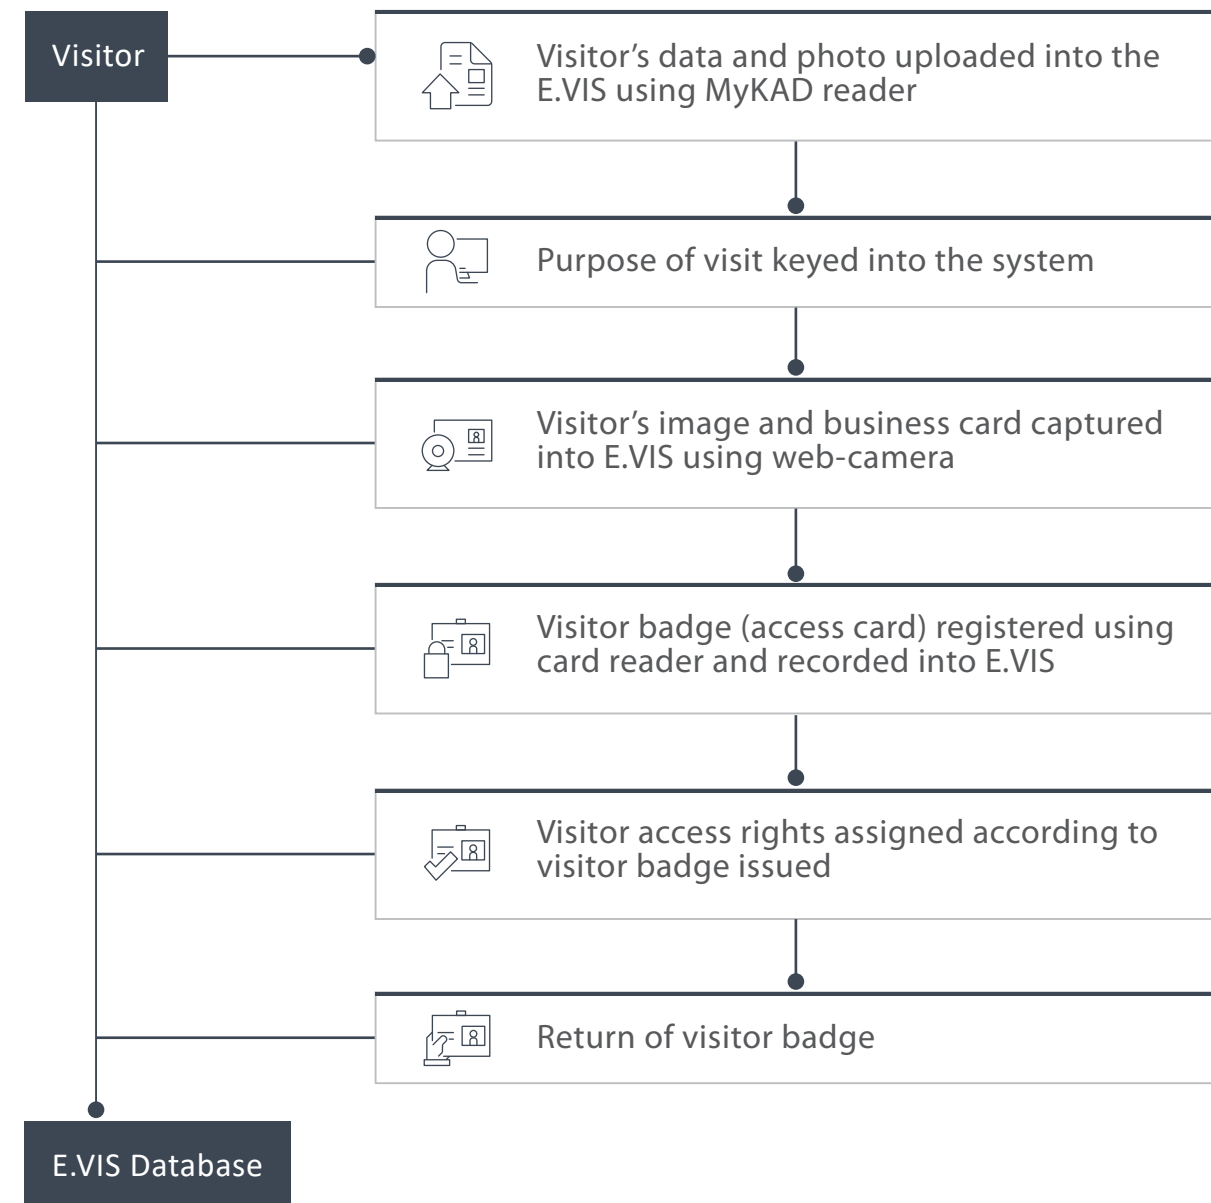 Visitor
Visitor’s data and photo uploaded into the
E.VIS using MyKAD reader
Purpose of visit keyed into the system
Visitor’s image and business card captured
into E.VIS using web-camera
Visitor badge (access card) registered using
card reader and recorded into E.VIS
Visitor access rights assigned according to
visitor badge issued
Return of visitor badge
E.VIS Database